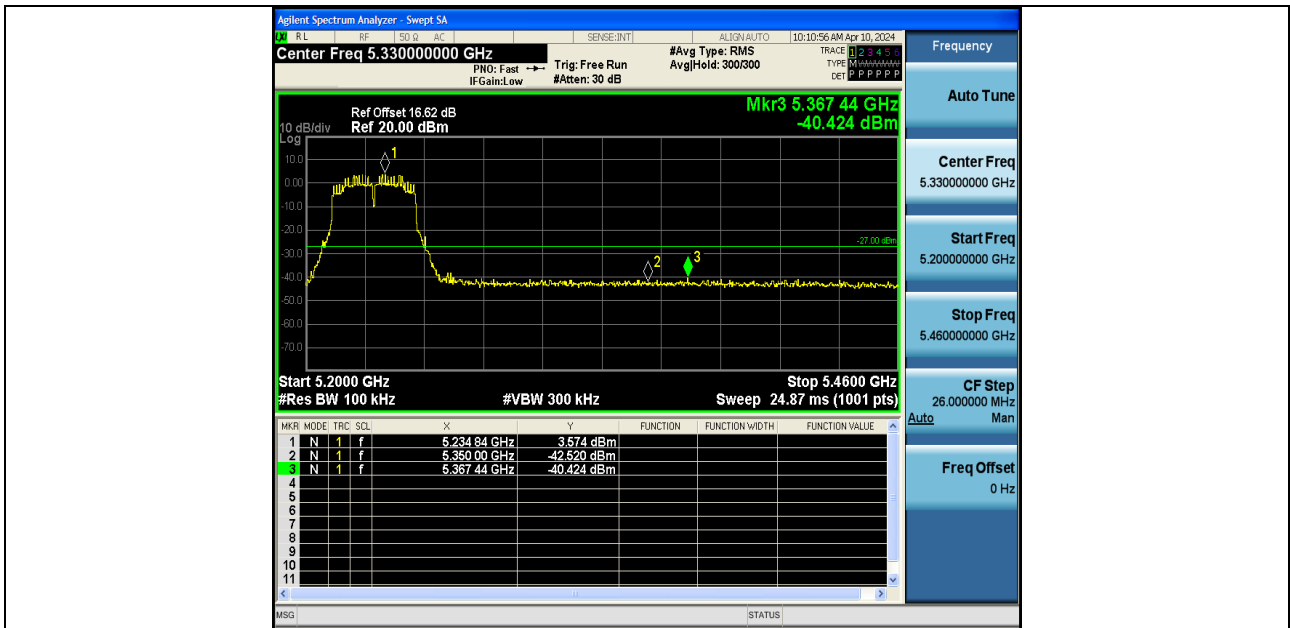 Agilent Spectrum Analyzer - Swept SA
LXI RL RF 50 Ω AC SENSE:INT ALIGN AUTO 10:10:56 AM Apr 10, 2024
Center Freq 5.330000000 GHz
PNO: Fast
IFGain:Low
Trig: Free Run
#Atten: 30 dB
#Avg Type: RMS
Avg|Hold: 300/300
TRACE 1 2 3 4 5 6
TYPE M
DET P P P P P P
Mkr3 5.367 44 GHz
-40.424 dBm
Ref Offset 16.62 dB
10 dB/div Ref 20.00 dBm
Log
10.0
0.00
-10.0
-20.0
-30.0
-40.0
-50.0
-60.0
-70.0
1
2
3
-27.00 dBm
Start 5.2000 GHz Stop 5.4600 GHz
#Res BW 100 kHz #VBW 300 kHz Sweep 24.87 ms (1001 pts)
MKR MODE TRC SCL X Y FUNCTION FUNCTION WIDTH FUNCTION VALUE
1 N 1 f 5.234 84 GHz 3.574 dBm
2 N 1 f 5.350 00 GHz -42.520 dBm
3 N 1 f 5.367 44 GHz -40.424 dBm
4
5
6
7
8
9
10
11
MSG STATUS
Frequency
Auto Tune
Center Freq
5.330000000 GHz
Start Freq
5.200000000 GHz
Stop Freq
5.460000000 GHz
CF Step
26.000000 MHz
Auto Man
Freq Offset
0 Hz